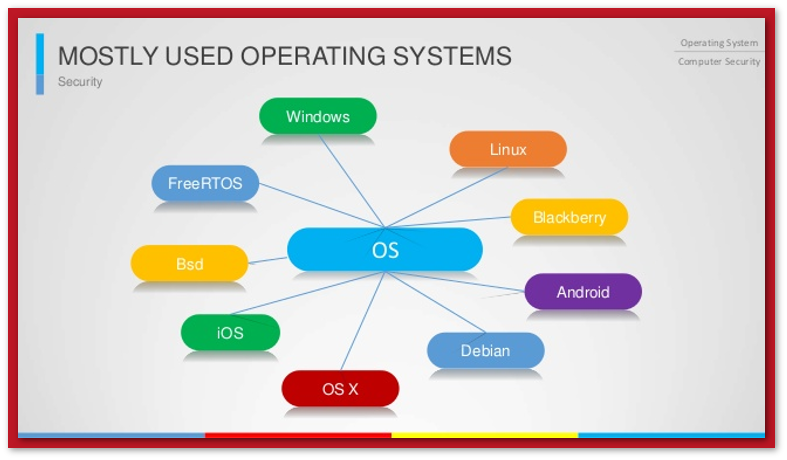 MOSTLY USED OPERATING SYSTEMS
Security
Operating System
Computer Security
Windows
Linux
FreeRTOS
Blackberry
OS
Bsd
Android
iOS
Debian
OS X